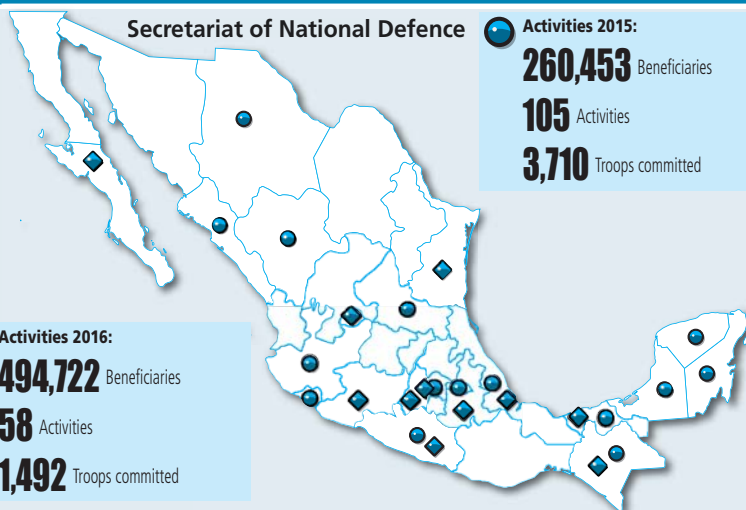 Secretariat of National Defence
Activities 2015:
260,453 Beneficiaries
105 Activities
3,710 Troops committed
Activities 2016:
494,722 Beneficiaries
58 Activities
1,492 Troops committed